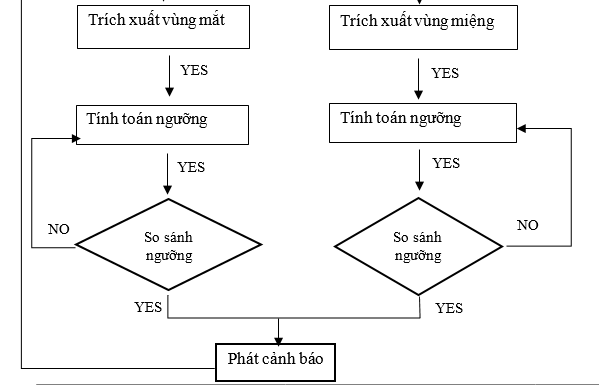 Trích xuất vùng mắt
Trích xuất vùng miệng
YES
YES
Tính toán ngưỡng
Tính toán ngưỡng
YES
YES
NO
So sánh
ngưỡng
So sánh
ngưỡng
NO
YES
YES
Phát cảnh báo